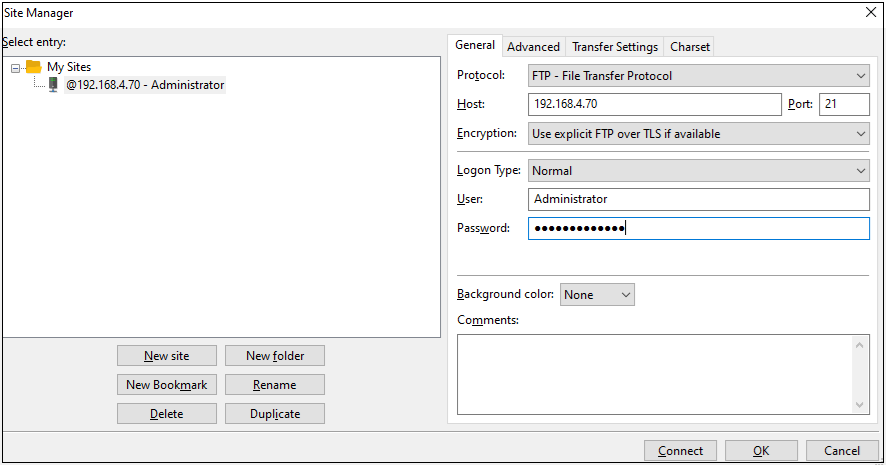 Site Manager
Select entry:
My Sites
@192.168.4.70 - Administrator
New site
New folder
New Bookmark
Rename
Delete
Duplicate
General
Advanced
Transfer Settings
Charset
Protocol:
FTP - File Transfer Protocol
Host:
192.168.4.70
Port:
21
Encryption:
Use explicit FTP over TLS if available
Logon Type:
Normal
User:
Administrator
Password:
●●●●●●●●●●●●●
Background color:
None
Comments:
Connect
OK
Cancel